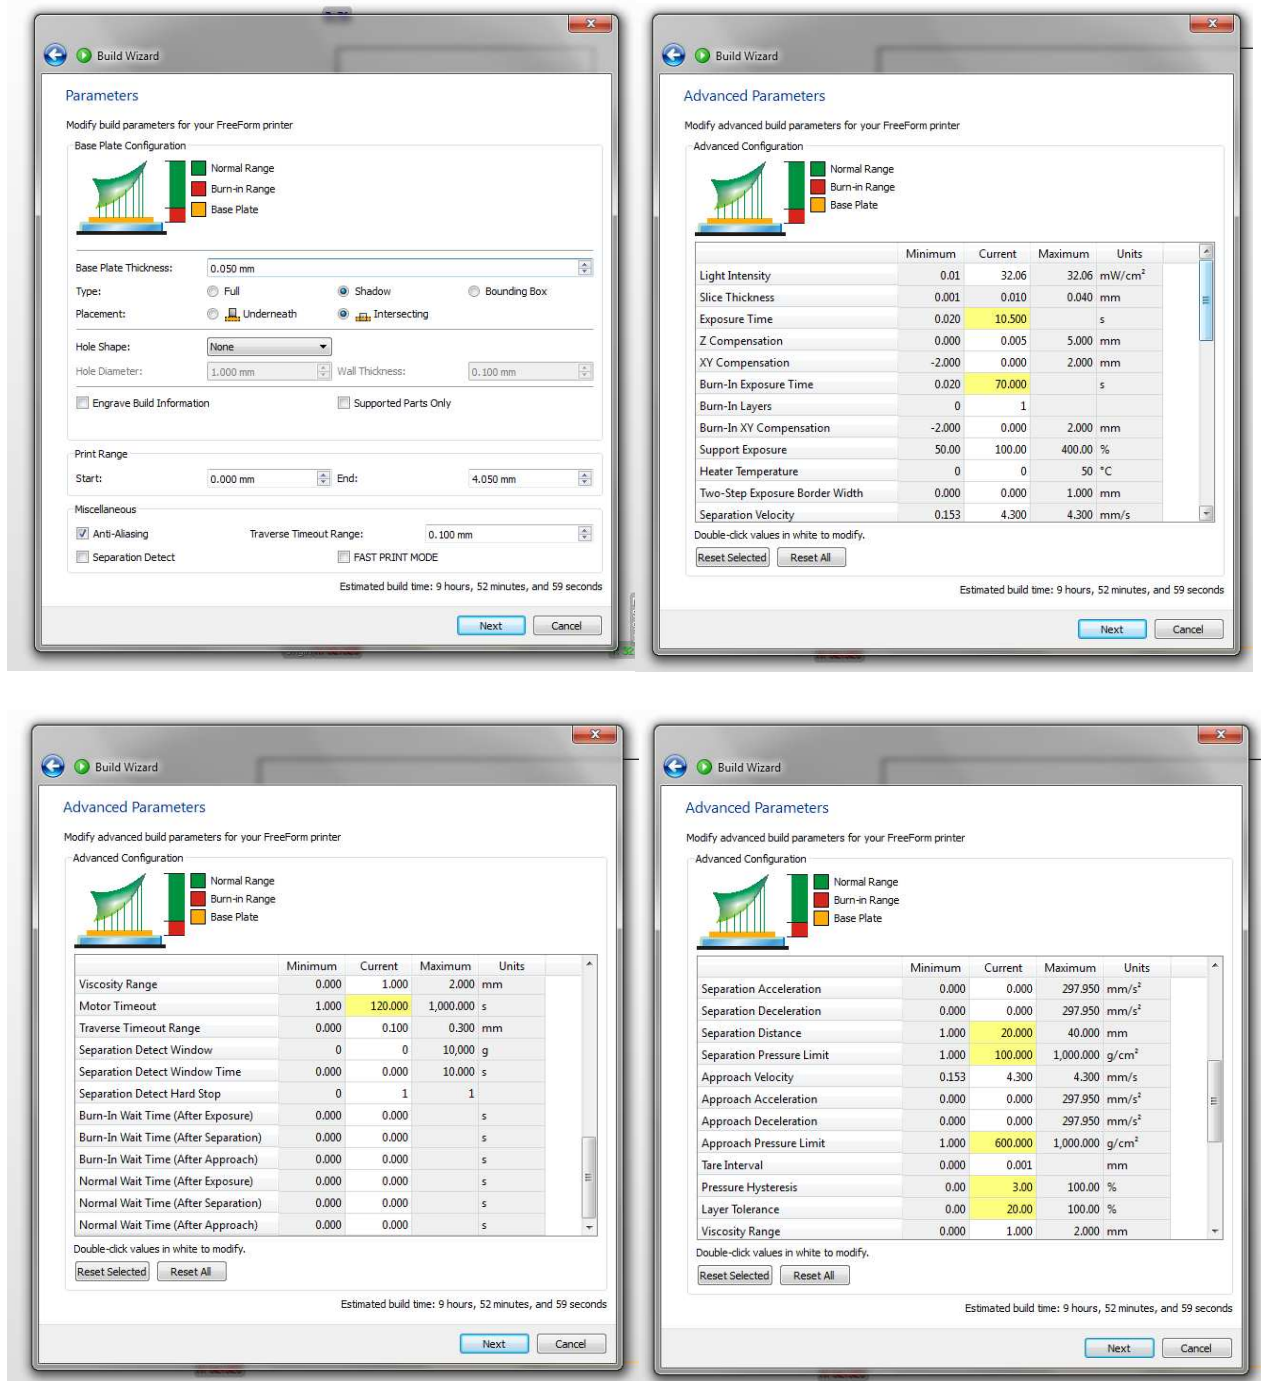 Build Wizard
Parameters
Modify build parameters for your FreeForm printer
Base Plate Configuration
Normal Range
Burn-in Range
Base Plate
Base Plate Thickness: 0.050 mm
Type: Full Shadow Bounding Box
Placement: Underneath Intersecting
Hole Shape: None
Hole Diameter: 1.000 mm Wall Thickness: 0.100 mm
Engrave Build Information Supported Parts Only
Print Range
Start: 0.000 mm End: 4.050 mm
Miscellaneous
Anti-Aliasing Traverse Timeout Range: 0.100 mm
Separation Detect FAST PRINT MODE
Estimated build time: 9 hours, 52 minutes, and 59 seconds
Next Cancel
Build Wizard
Advanced Parameters
Modify advanced build parameters for your FreeForm printer
Advanced Configuration
Normal Range
Burn-in Range
Base Plate
Minimum Current Maximum Units
Light Intensity 0.01 32.06 32.06 mW/cm²
Slice Thickness 0.001 0.010 0.040 mm
Exposure Time 0.020 10.500 s
Z Compensation 0.000 0.005 5.000 mm
XY Compensation -2.000 0.000 2.000 mm
Burn-In Exposure Time 0.020 70.000 s
Burn-In Layers 0 1
Burn-In XY Compensation -2.000 0.000 2.000 mm
Support Exposure 50.00 100.00 400.00 %
Heater Temperature 0 0 50 °C
Two-Step Exposure Border Width 0.000 0.000 1.000 mm
Separation Velocity 0.153 4.300 4.300 mm/s
Double-click values in white to modify.
Reset Selected Reset All
Estimated build time: 9 hours, 52 minutes, and 59 seconds
Next Cancel
Build Wizard
Advanced Parameters
Modify advanced build parameters for your FreeForm printer
Advanced Configuration
Normal Range
Burn-in Range
Base Plate
Minimum Current Maximum Units
Viscosity Range 0.000 1.000 2.000 mm
Motor Timeout 1.000 120.000 1,000.000 s
Traverse Timeout Range 0.000 0.100 0.300 mm
Separation Detect Window 0 0 10,000 g
Separation Detect Window Time 0.000 0.000 10.000 s
Separation Detect Hard Stop 0 1 1
Burn-In Wait Time (After Exposure) 0.000 0.000 s
Burn-In Wait Time (After Separation) 0.000 0.000 s
Burn-In Wait Time (After Approach) 0.000 0.000 s
Normal Wait Time (After Exposure) 0.000 0.000 s
Normal Wait Time (After Separation) 0.000 0.000 s
Normal Wait Time (After Approach) 0.000 0.000 s
Double-click values in white to modify.
Reset Selected Reset All
Estimated build time: 9 hours, 52 minutes, and 59 seconds
Next Cancel
Build Wizard
Advanced Parameters
Modify advanced build parameters for your FreeForm printer
Advanced Configuration
Normal Range
Burn-in Range
Base Plate
Minimum Current Maximum Units
Separation Acceleration 0.000 0.000 297.950 mm/s²
Separation Deceleration 0.000 0.000 297.950 mm/s²
Separation Distance 1.000 20.000 40.000 mm
Separation Pressure Limit 1.000 100.000 1,000.000 g/cm²
Approach Velocity 0.153 4.300 4.300 mm/s
Approach Acceleration 0.000 0.000 297.950 mm/s²
Approach Deceleration 0.000 0.000 297.950 mm/s²
Approach Pressure Limit 1.000 600.000 1,000.000 g/cm²
Tare Interval 0.000 0.001 mm
Pressure Hysteresis 0.00 3.00 100.00 %
Layer Tolerance 0.00 20.00 100.00 %
Viscosity Range 0.000 1.000 2.000 mm
Double-click values in white to modify.
Reset Selected Reset All
Estimated build time: 9 hours, 52 minutes, and 59 seconds
Next Cancel